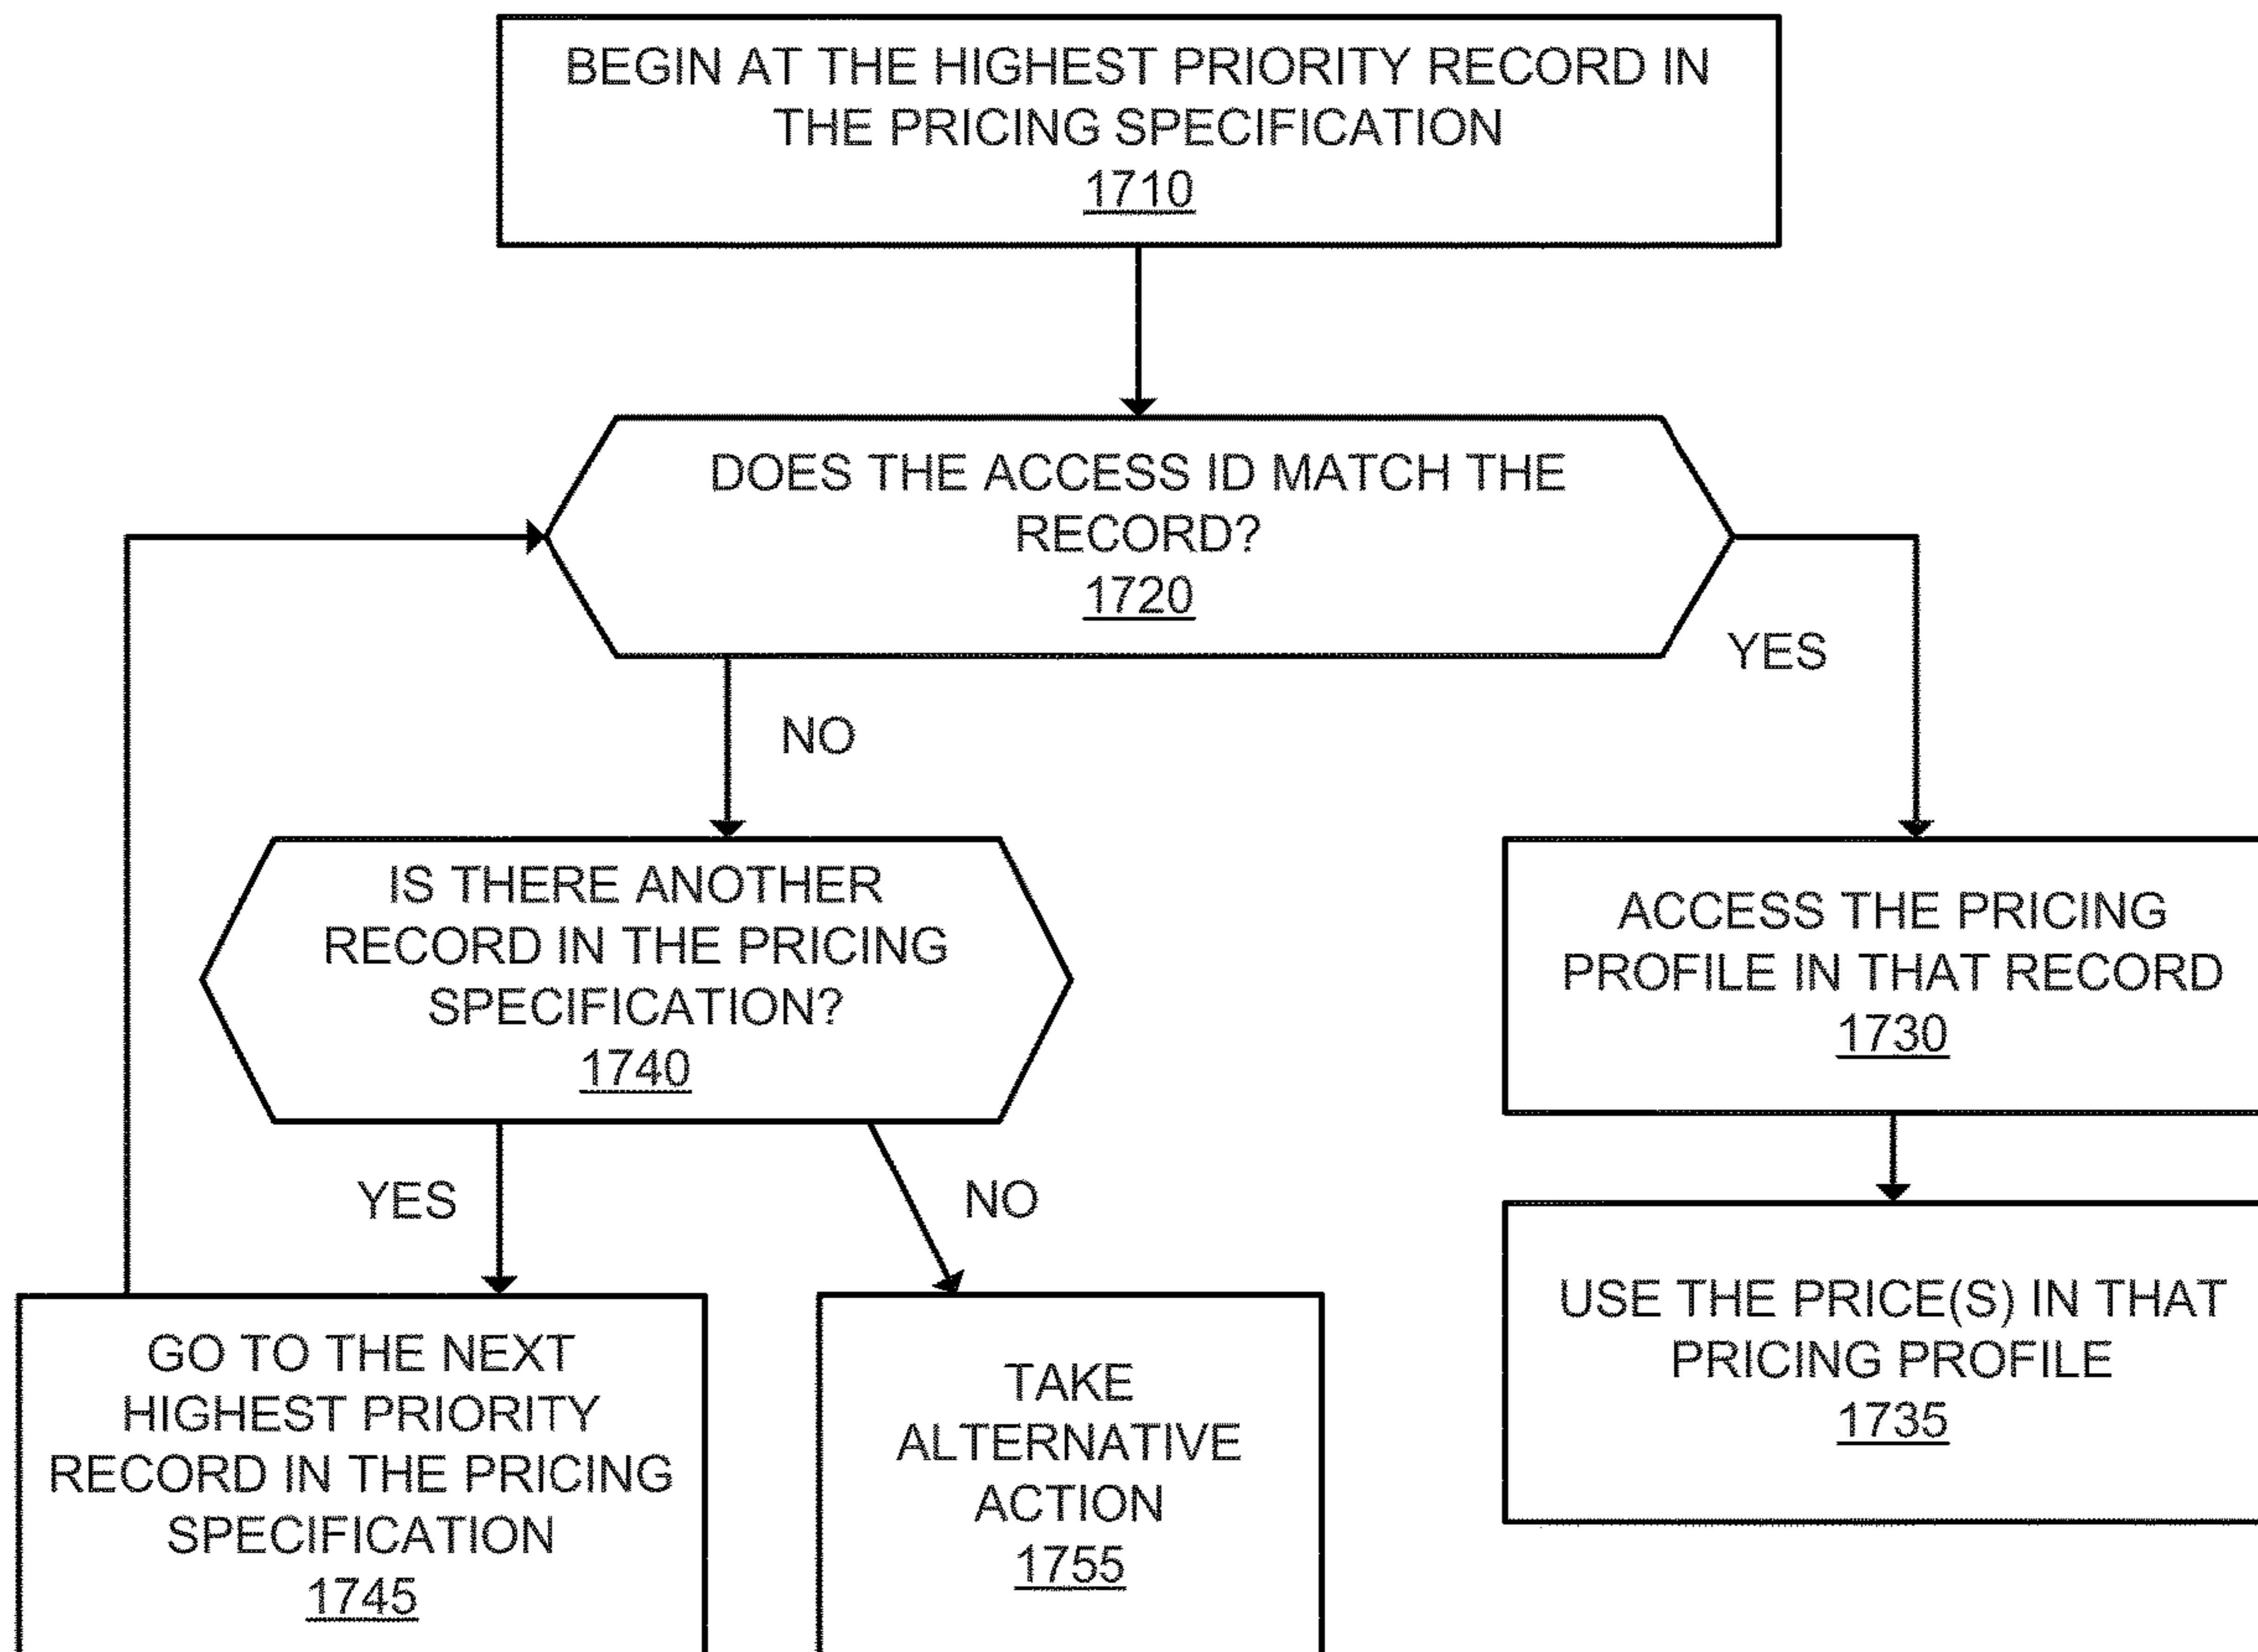 BEGIN AT THE HIGHEST PRIORITY RECORD IN
THE PRICING SPECIFICATION
1710
DOES THE ACCESS ID MATCH THE
RECORD?
1720
YES
NO
IS THERE ANOTHER
RECORD IN THE PRICING
SPECIFICATION?
1740
ACCESS THE PRICING
PROFILE IN THAT RECORD
1730
YES
NO
USE THE PRICE(S) IN THAT
PRICING PROFILE
1735
GO TO THE NEXT
HIGHEST PRIORITY
RECORD IN THE PRICING
SPECIFICATION
1745
TAKE
ALTERNATIVE
ACTION
1755